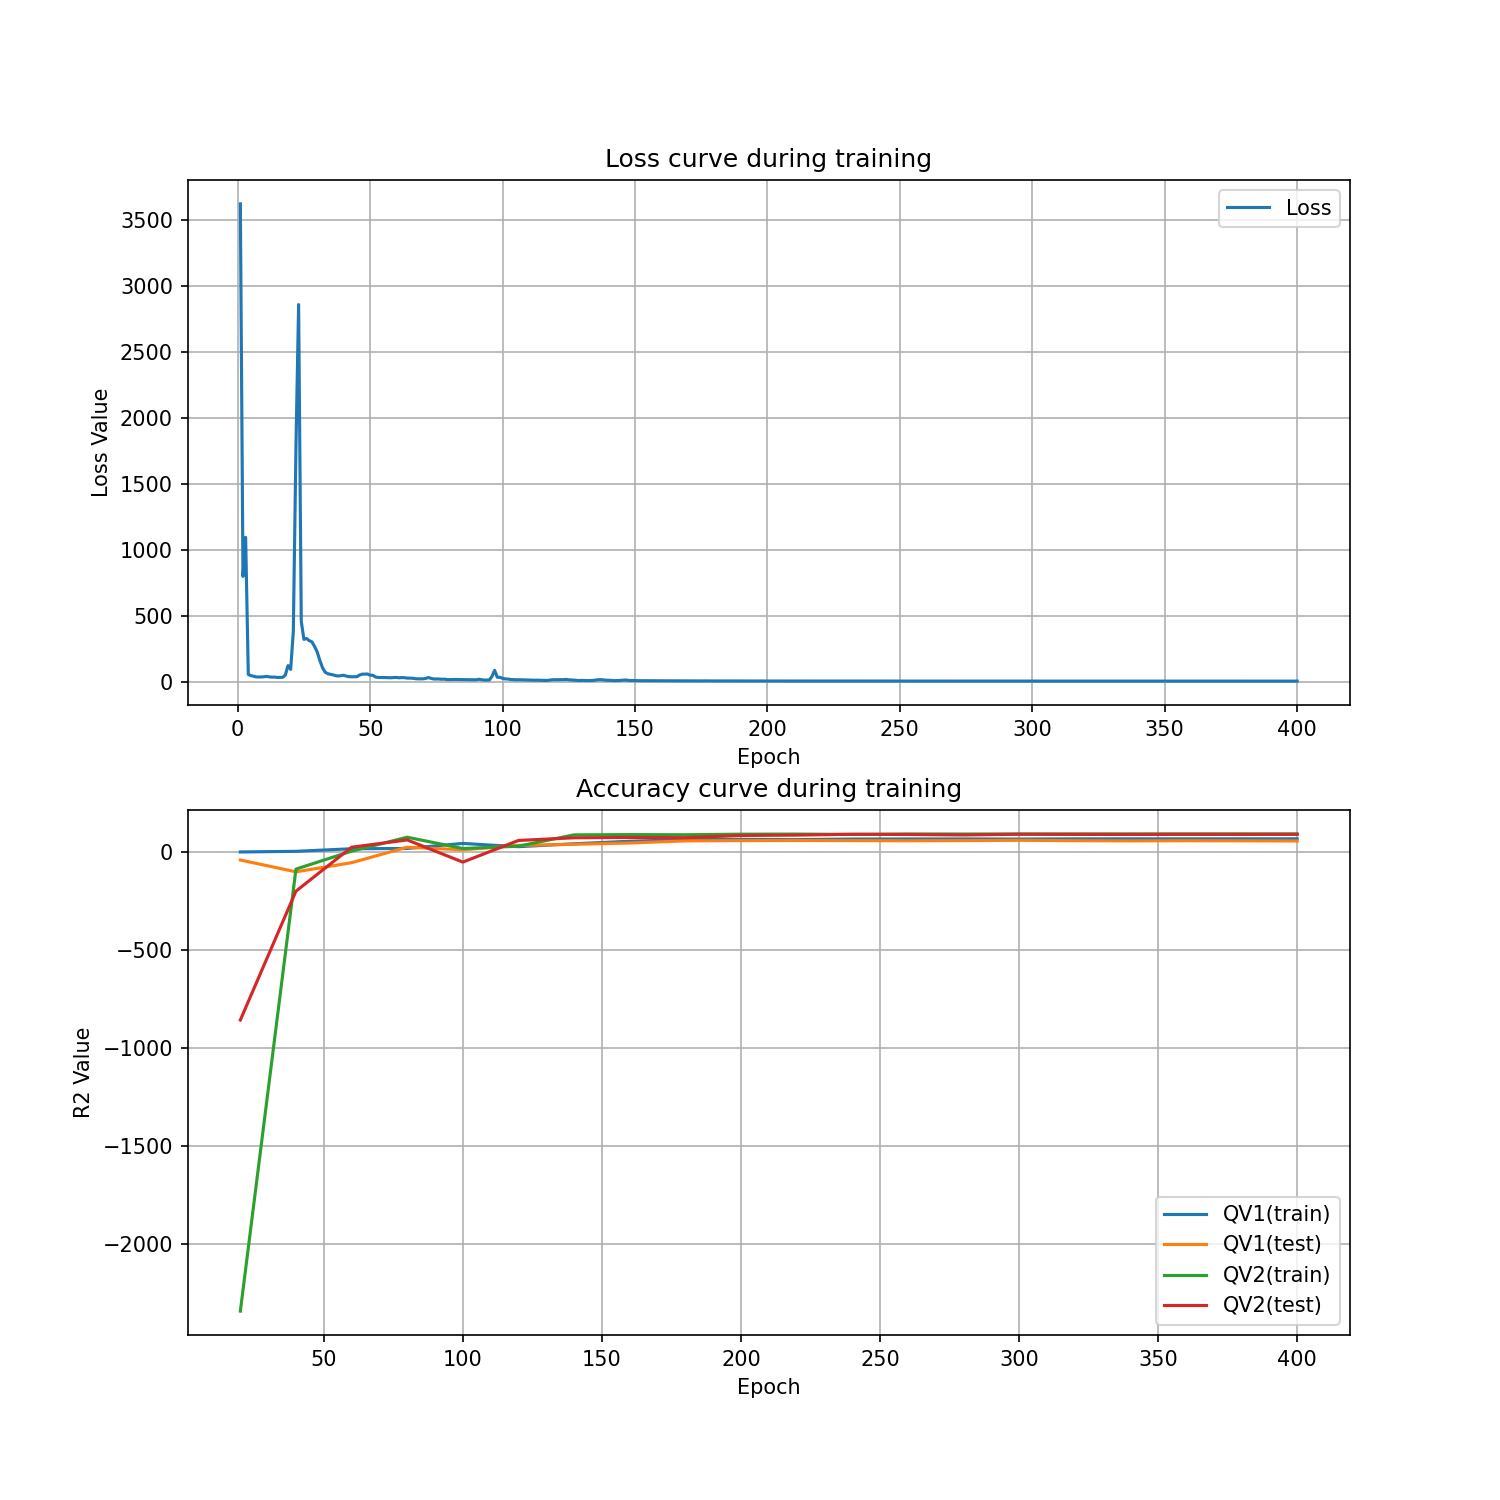 Loss curve during training
3500
3000
2500
2000
1500
1000
500
0
Loss Value
Loss
0 50 100 150 200 250 300 350 400
Epoch
Accuracy curve during training
0
−500
−1000
−1500
−2000
R2 Value
QV1(train)
QV1(test)
QV2(train)
QV2(test)
50 100 150 200 250 300 350 400
Epoch